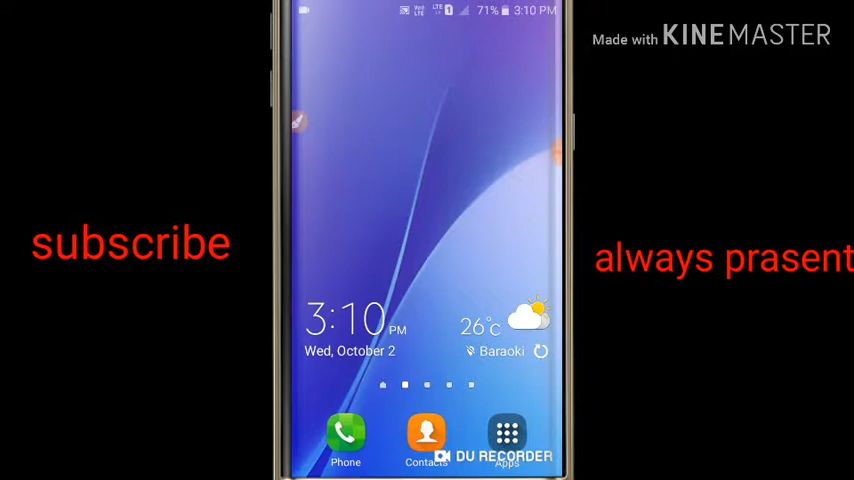 71% 3:10 PM
Made with KINEMASTER
subscribe
always prasent
3:10 PM
26°c
Wed, October 2
Baraoki
Phone
Contacts
Apps
DU RECORDER